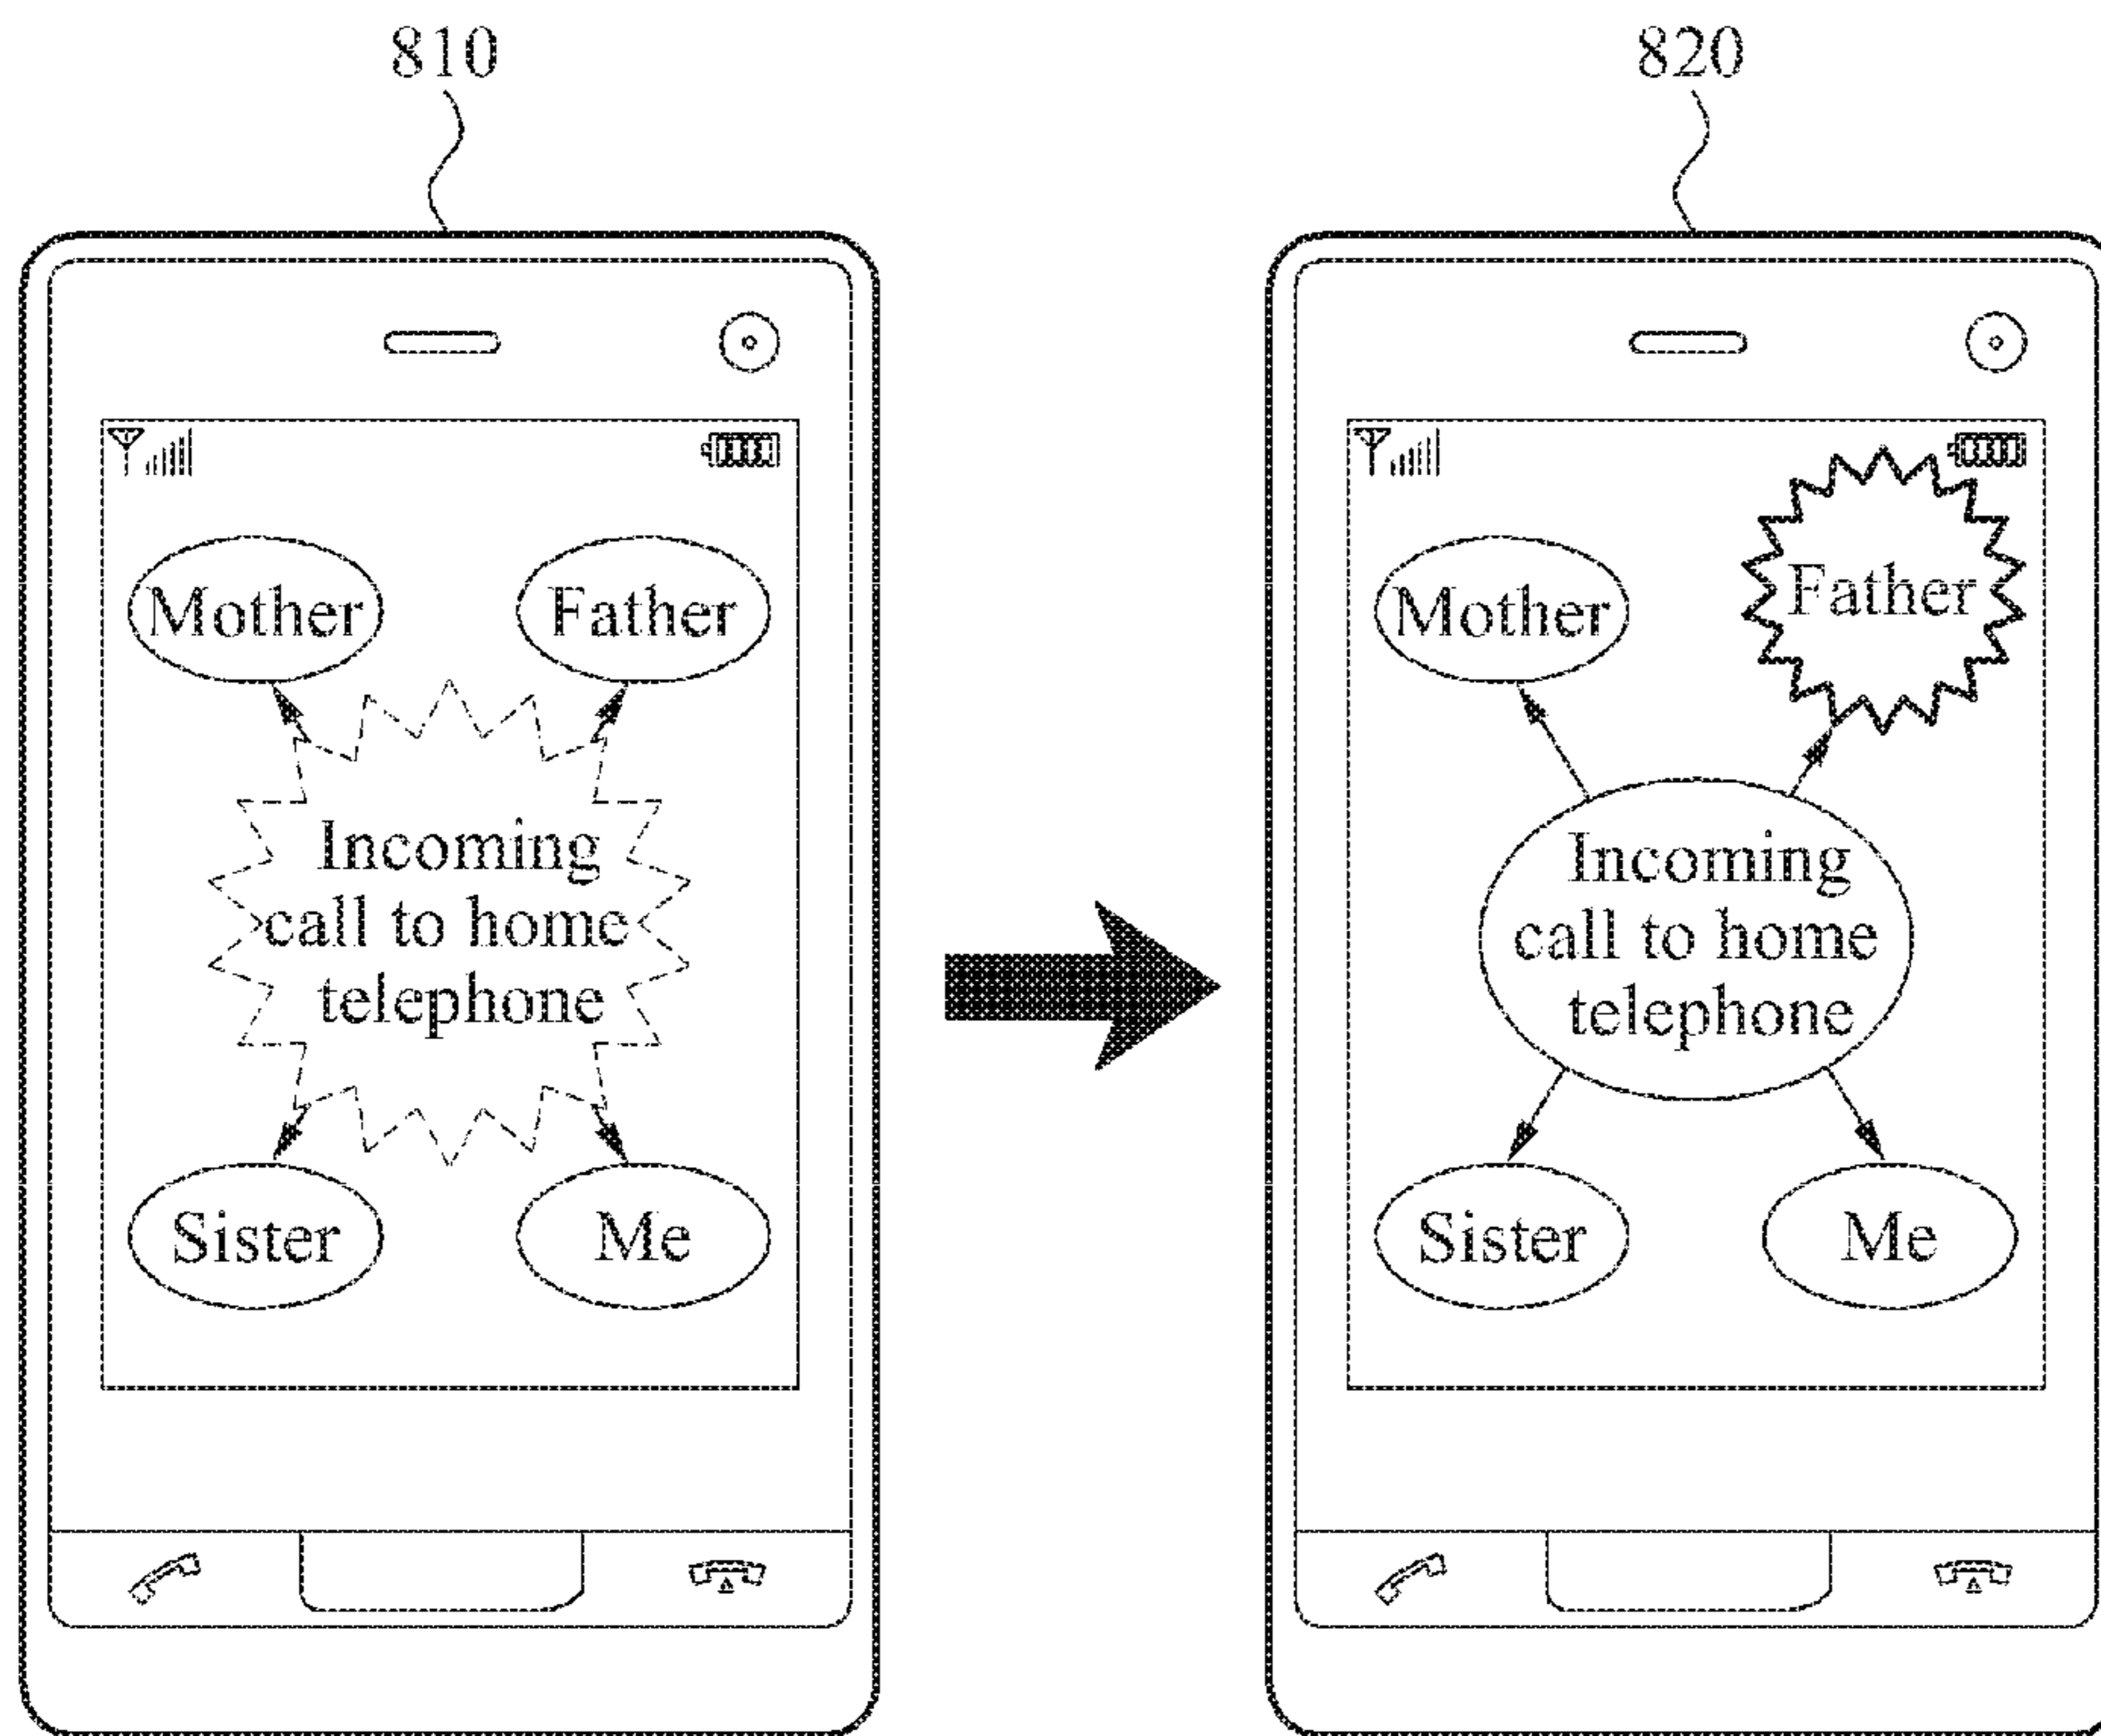 810
820
Mother
Father
Incoming
call to home
telephone
Sister
Me
Mother
Father
Incoming
call to home
telephone
Sister
Me